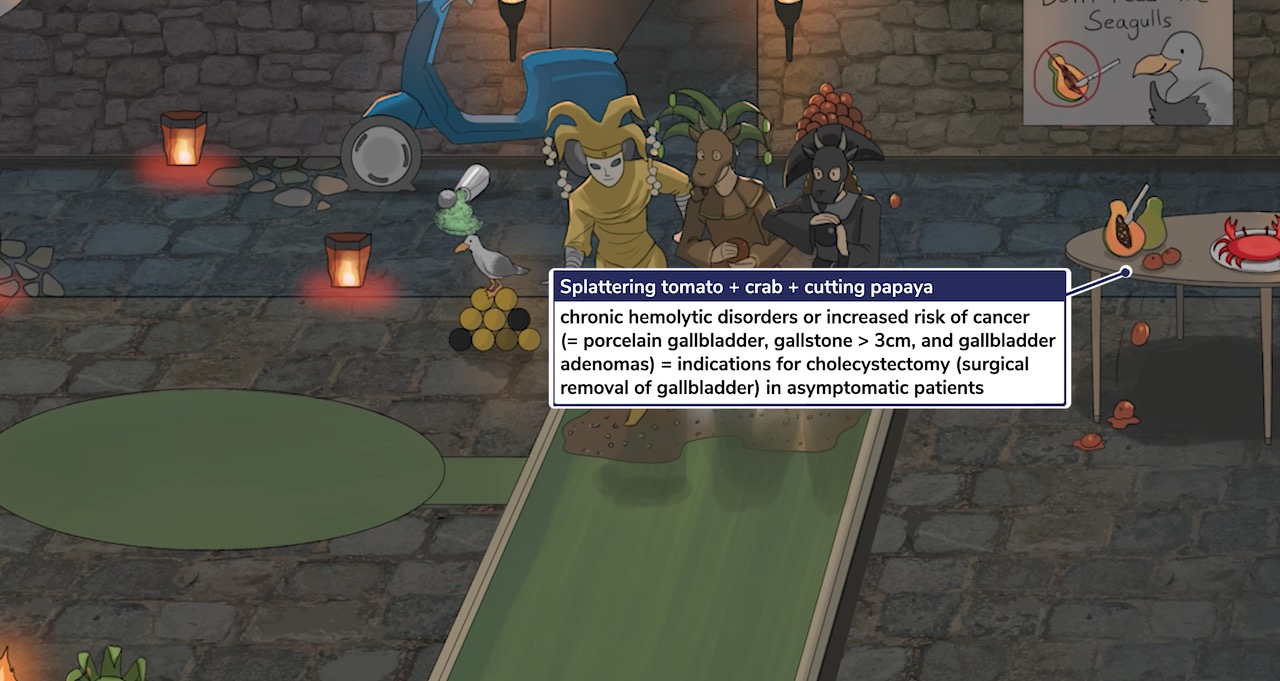 Seagulls
Splattering tomato + crab + cutting papaya
chronic hemolytic disorders or increased risk of cancer
(= porcelain gallbladder, gallstone > 3cm, and gallbladder
adenomas) = indications for cholecystectomy (surgical
removal of gallbladder) in asymptomatic patients